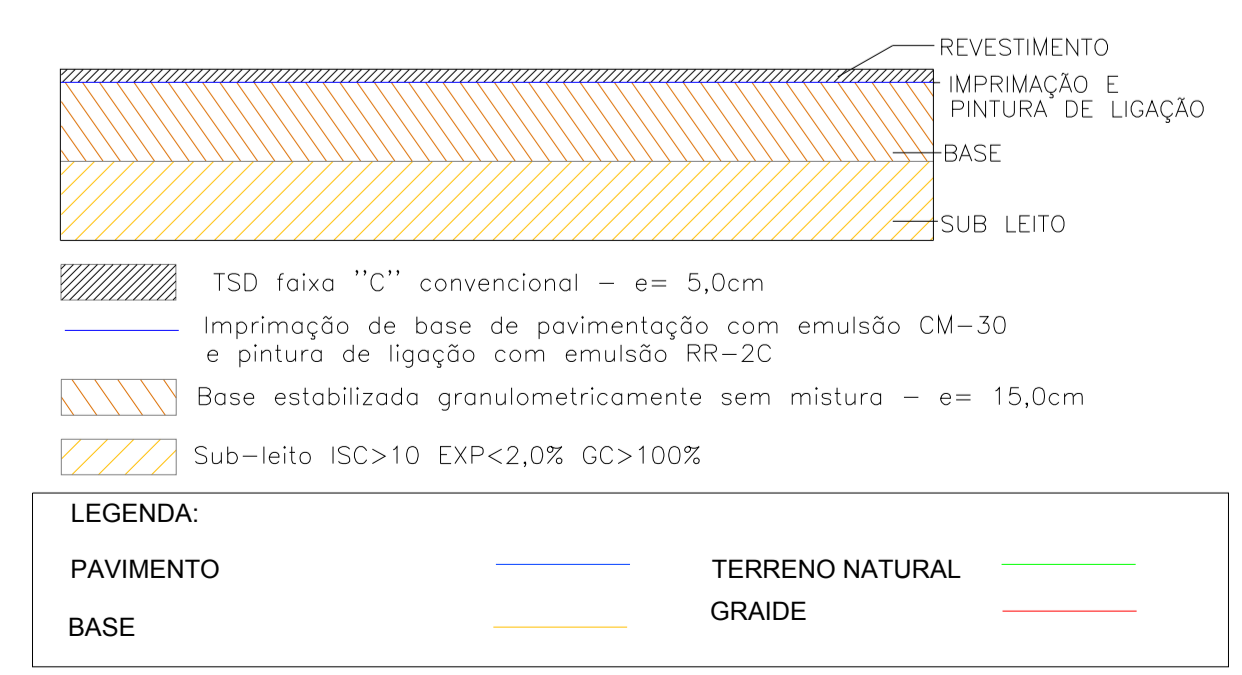 REVESTIMENTO
IMPRIMAÇÃO E
PINTURA DE LIGAÇÃO
BASE
SUB LEITO
TSD faixa ''C'' convencional – e= 5,0cm
Imprimação de base de pavimentação com emulsão CM–30
e pintura de ligação com emulsão RR–2C
Base estabilizada granulometricamente sem mistura – e= 15,0cm
Sub–leito ISC>10 EXP<2,0% GC>100%
LEGENDA:
PAVIMENTO
TERRENO NATURAL
BASE
GRAIDE